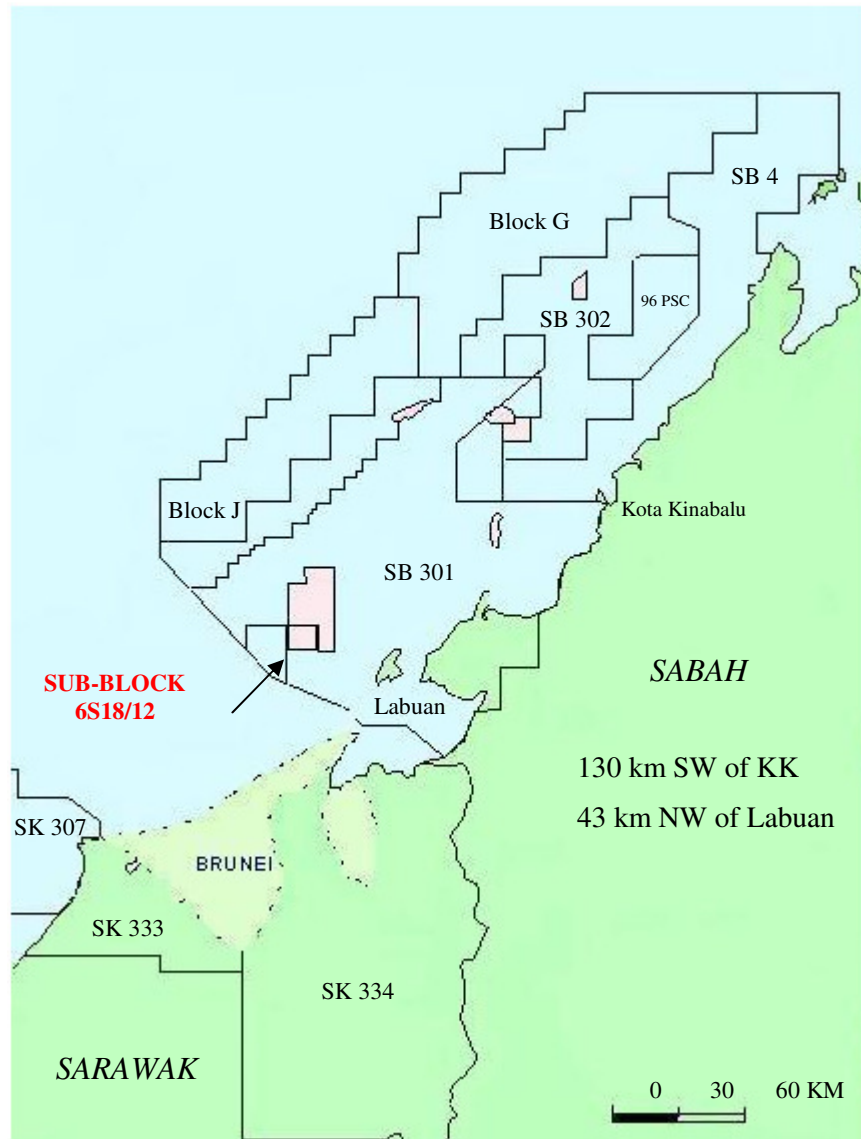 SB 4
Block G
96 PSC
SB 302
Block J
Kota Kinabalu
SB 301
SUB-BLOCK
6S18/12
SABAH
Labuan
130 km SW of KK
43 km NW of Labuan
SK 307
BRUNEI
SK 333
SK 334
SARAWAK
0 30 60 KM